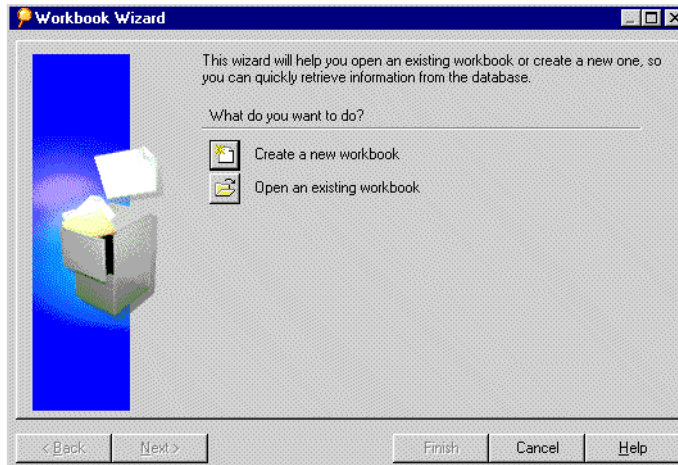 Workbook Wizard
This wizard will help you open an existing workbook or create a new one, so
you can quickly retrieve information from the database.
What do you want to do?
Create a new workbook
Open an existing workbook
< Back Next > Finish Cancel Help